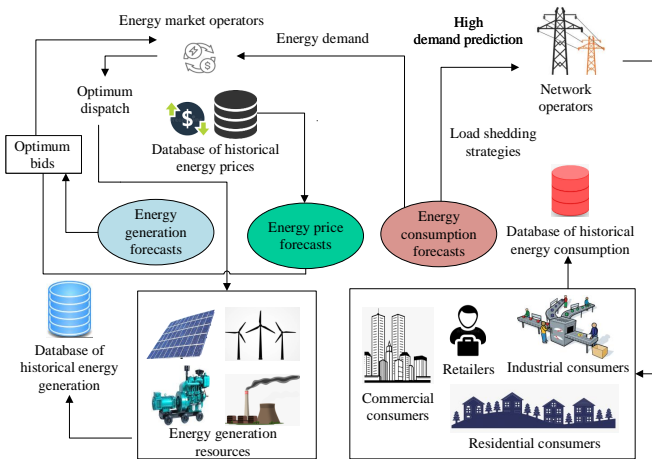 Energy market operators
Energy demand
High
demand prediction
Network
operators
Optimum
dispatch
$
Database of historical
energy prices
Load shedding
strategies
Optimum
bids
Energy
generation
forecasts
Energy price
forecasts
Energy
consumption
forecasts
Database of historical
energy consumption
Database of
historical energy
generation
Energy generation
resources
Commercial
consumers
Retailers
Industrial consumers
Residential consumers